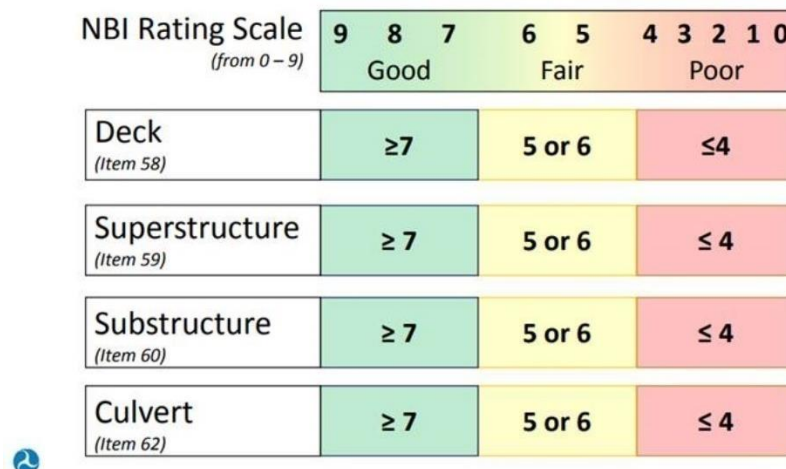 NBI Rating Scale 9 8 7 6 5 4 3 2 1 0
(from 0 – 9) Good Fair Poor
Deck
(Item 58)
≥7 5 or 6 ≤4
Superstructure
(Item 59)
≥ 7 5 or 6 ≤ 4
Substructure
(Item 60)
≥ 7 5 or 6 ≤ 4
Culvert
(Item 62)
≥ 7 5 or 6 ≤ 4